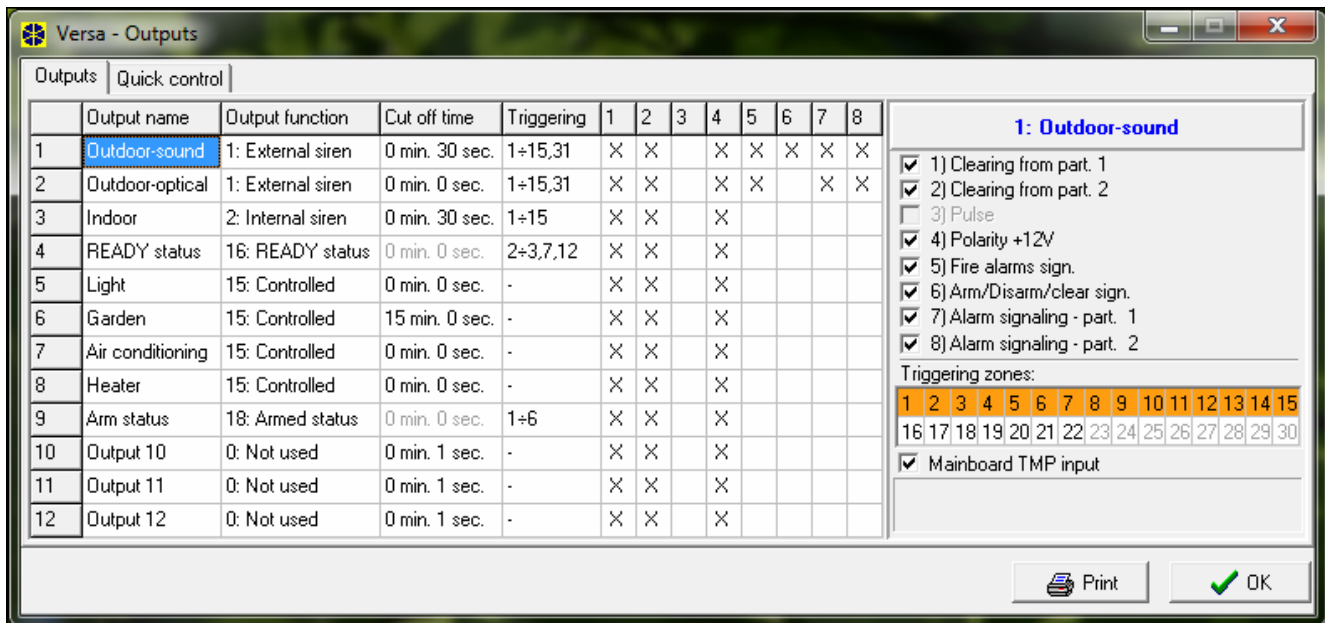 Versa - Outputs
Outputs Quick control
Output name Output function Cut off time Triggering 1 2 3 4 5 6 7 8
1 Outdoor-sound 1: External siren 0 min. 30 sec. 1÷15,31 X X X X X X X
2 Outdoor-optical 1: External siren 0 min. 0 sec. 1÷15,31 X X X X X X
3 Indoor 2: Internal siren 0 min. 30 sec. 1÷15 X X X
4 READY status 16: READY status 0 min. 0 sec. 2÷3,7,12 X X X
5 Light 15: Controlled 0 min. 0 sec. - X X X
6 Garden 15: Controlled 15 min. 0 sec. - X X X
7 Air conditioning 15: Controlled 0 min. 0 sec. - X X X
8 Heater 15: Controlled 0 min. 0 sec. - X X X
9 Arm status 18: Armed status 0 min. 0 sec. 1÷6 X X X
10 Output 10 0: Not used 0 min. 1 sec. - X X X
11 Output 11 0: Not used 0 min. 1 sec. - X X X
12 Output 12 0: Not used 0 min. 1 sec. - X X X
1: Outdoor-sound
1) Clearing from part. 1
2) Clearing from part. 2
3) Pulse
4) Polarity +12V
5) Fire alarms sign.
6) Arm/Disarm/clear sign.
7) Alarm signaling - part. 1
8) Alarm signaling - part. 2
Triggering zones:
1 2 3 4 5 6 7 8 9 10 11 12 13 14 15
16 17 18 19 20 21 22 23 24 25 26 27 28 29 30
Mainboard TMP input
Print OK